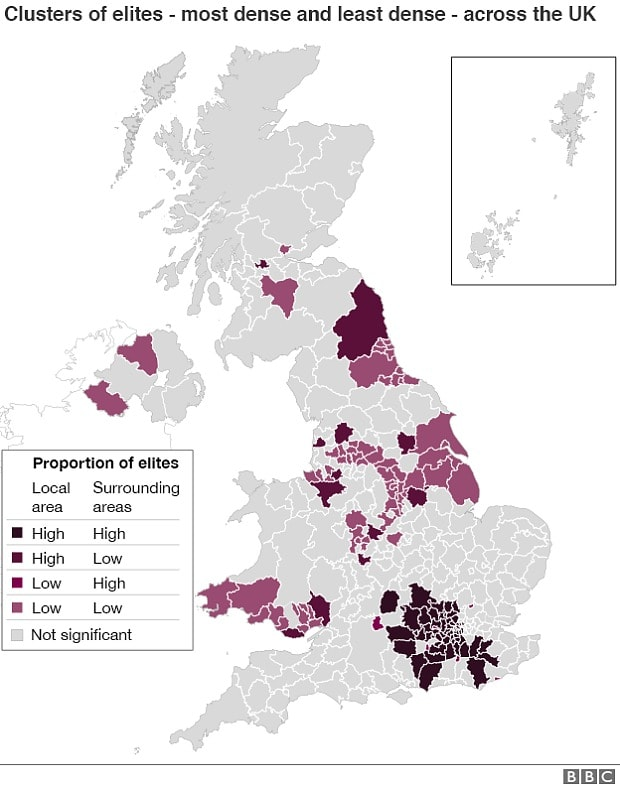 Clusters of elites - most dense and least dense - across the UK
Proportion of elites
Local area Surrounding areas
High High
High Low
Low High
Low Low
Not significant
BBC